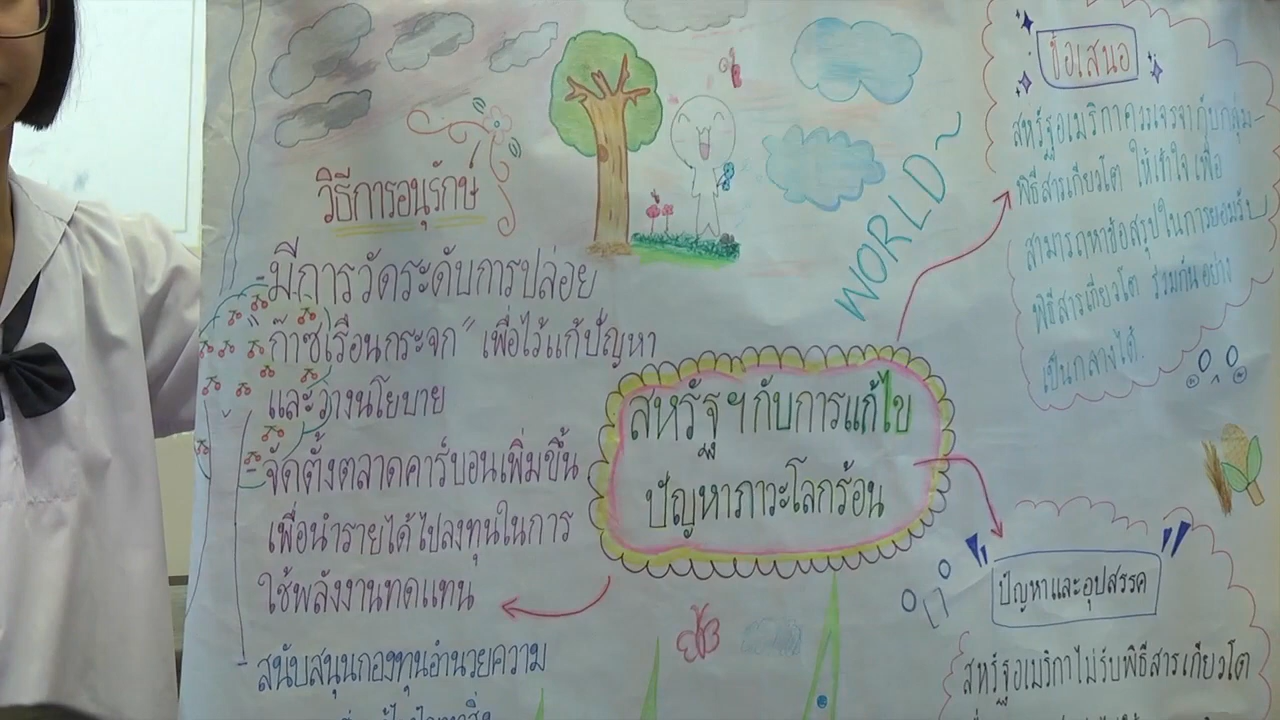 วิธีการอนุรักษ์
- มีการวัดระดับการปล่อย
"ก๊าซเรือนกระจก" เพื่อไว้แก้ปัญหา
และวางนโยบาย
- จัดตั้งตลาดคาร์บอนเพิ่มขึ้น
เพื่อนำรายได้ไปลงทุนในการ
ใช้พลังงานทดแทน
- สนับสนุนกองทุนอำนวยความ
WORLD~
สหรัฐฯกับการแก้ไข
ปัญหาภาวะโลกร้อน
ข้อเสนอ
สหรัฐอเมริกาควรเจรจากับกลุ่ม-
พิธีสารเกียวโต ให้เข้าใจ เพื่อ
สามารถหาข้อสรุปในการยอมรับ
พิธีสารเกียวโต ร่วมกันอย่าง
เป็นกลางได้.
ปัญหาและอุปสรรค
สหรัฐอเมริกาไม่รับพิธีสารเกียวโต